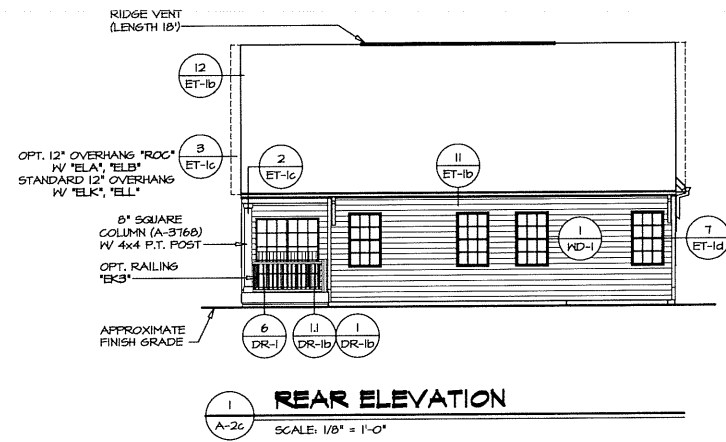 RIDGE VENT
(LENGTH 18')
12
ET-1b
3
ET-1c
OPT. 12" OVERHANG "ROC"
W/ "ELA", "ELB"
STANDARD 12" OVERHANG
W/ "ELK", "ELL"
2
ET-1c
11
ET-1b
8" SQUARE
COLUMN (A-3768)
W/ 4x4 P.T. POST
1
WD-1
7
ET-1d
OPT. RAILING
"EK3"
APPROXIMATE
FINISH GRADE
6
DR-1
1.1
DR-1b
1
DR-1b
1
A-2c
REAR ELEVATION
SCALE: 1/8" = 1'-0"